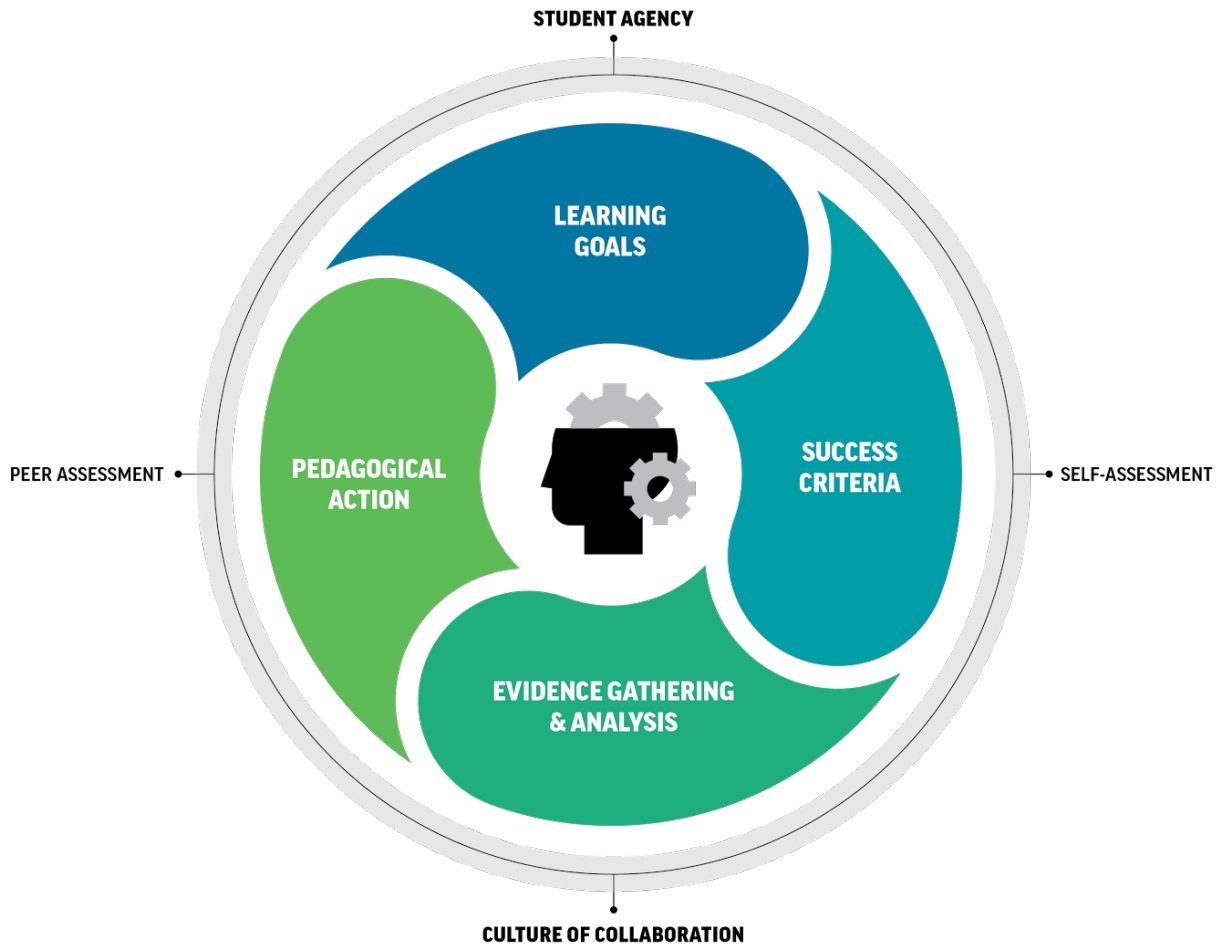 STUDENT AGENCY
LEARNING
GOALS
SUCCESS
CRITERIA
PEDAGOGICAL
ACTION
PEER ASSESSMENT
SELF-ASSESSMENT
EVIDENCE GATHERING
& ANALYSIS
CULTURE OF COLLABORATION